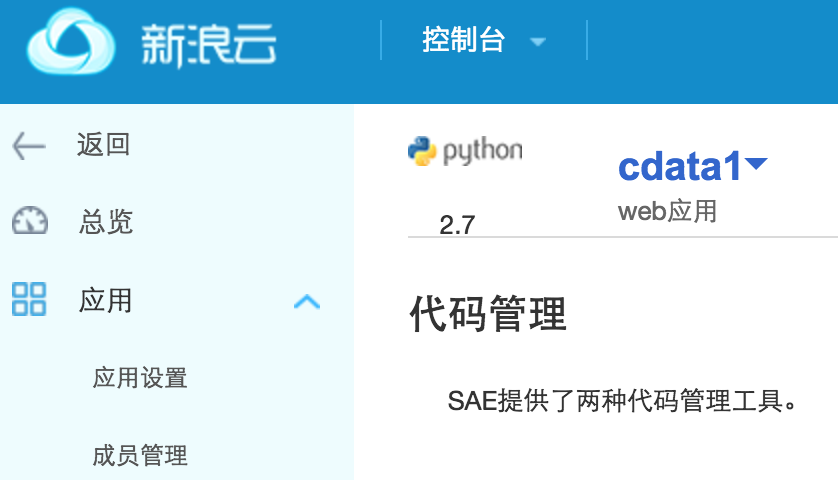 新浪云
控制台
返回
总览
应用
应用设置
成员管理
python
2.7
cdata1
web应用
代码管理
SAE提供了两种代码管理工具。